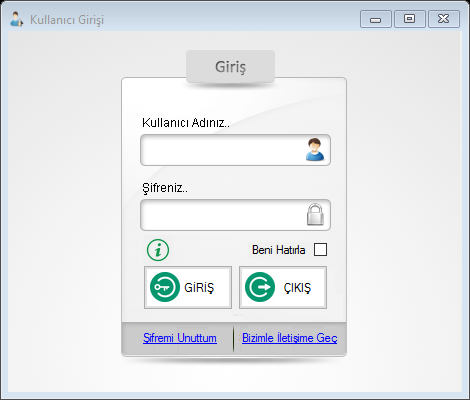 Kullanıcı Girişi
Giriş
Kullanıcı Adınız..
Şifreniz..
Beni Hatırla
GİRİŞ
ÇIKIŞ
Şifremi Unuttum
Bizimle İletişime Geç